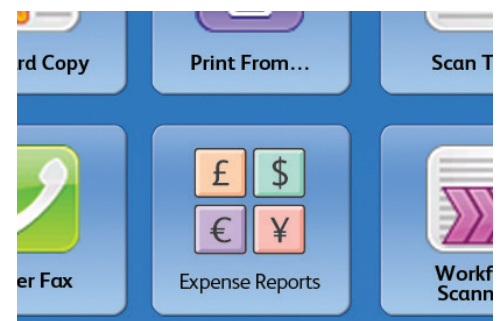 rd Copy
Print From...
Scan T
£ $
€ ¥
er Fax
Expense Reports
Workf
Scann